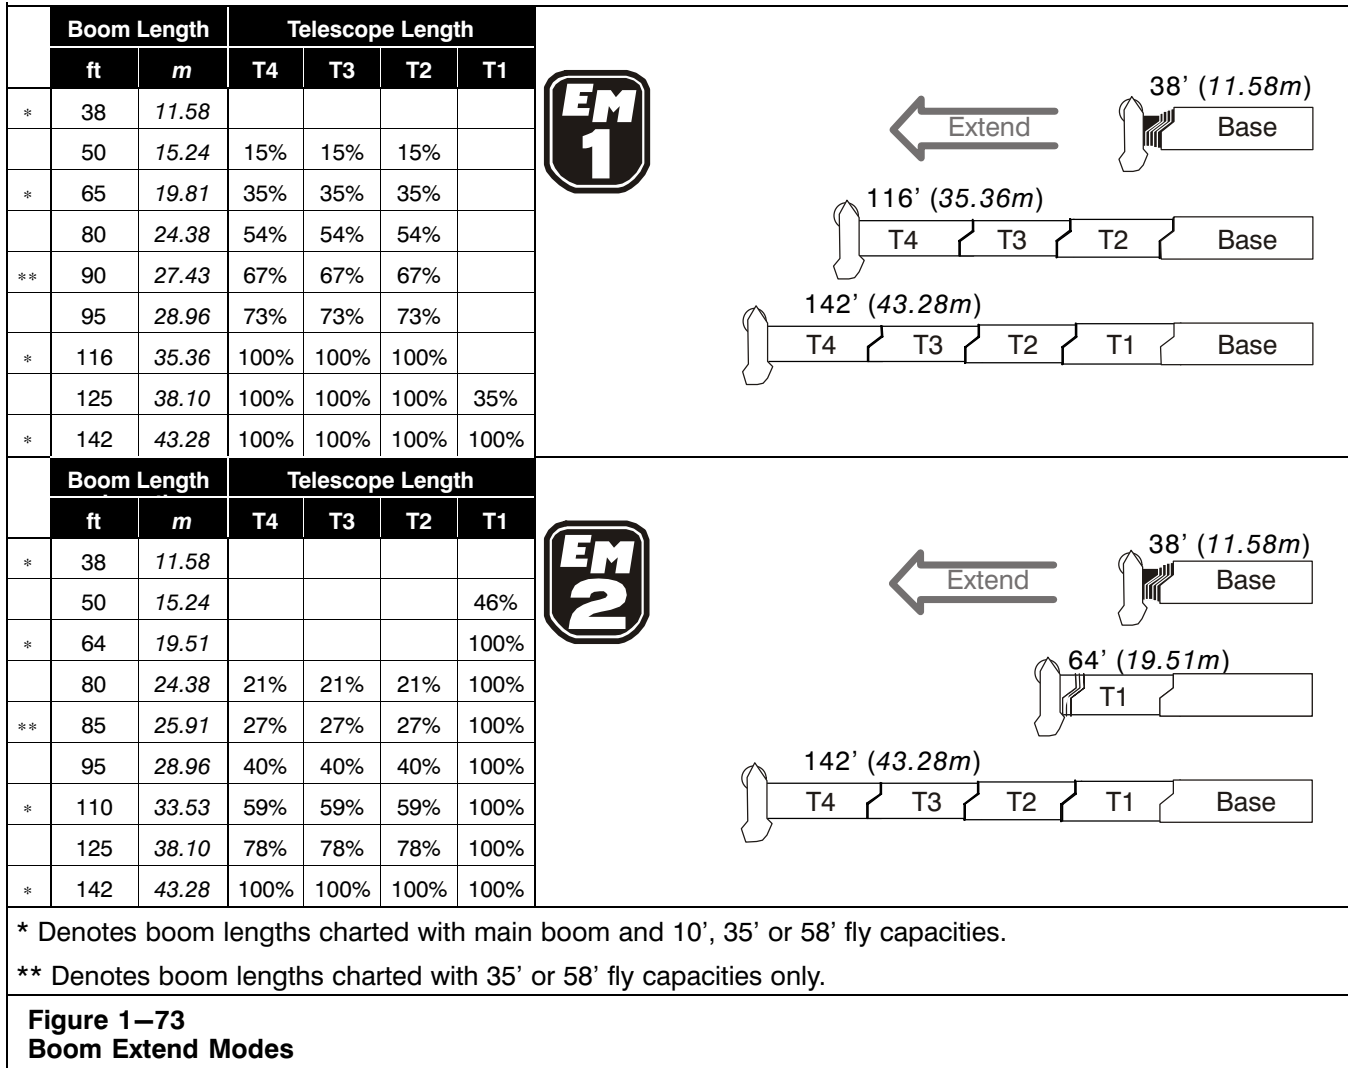 Boom Length Telescope Length
ft m T4 T3 T2 T1
* 38 11.58
50 15.24 15% 15% 15%
* 65 19.81 35% 35% 35%
80 24.38 54% 54% 54%
** 90 27.43 67% 67% 67%
95 28.96 73% 73% 73%
* 116 35.36 100% 100% 100%
125 38.10 100% 100% 100% 35%
* 142 43.28 100% 100% 100% 100%
EM
1
38’ (11.58m)
Extend Base
116’ (35.36m)
T4 T3 T2 Base
142’ (43.28m)
T4 T3 T2 T1 Base
Boom Length Telescope Length
ft m T4 T3 T2 T1
* 38 11.58
50 15.24 46%
* 64 19.51 100%
80 24.38 21% 21% 21% 100%
** 85 25.91 27% 27% 27% 100%
95 28.96 40% 40% 40% 100%
* 110 33.53 59% 59% 59% 100%
125 38.10 78% 78% 78% 100%
* 142 43.28 100% 100% 100% 100%
EM
2
38’ (11.58m)
Extend Base
64’ (19.51m)
T1
142’ (43.28m)
T4 T3 T2 T1 Base
* Denotes boom lengths charted with main boom and 10’, 35’ or 58’ fly capacities.
** Denotes boom lengths charted with 35’ or 58’ fly capacities only.
Figure 1–73
Boom Extend Modes